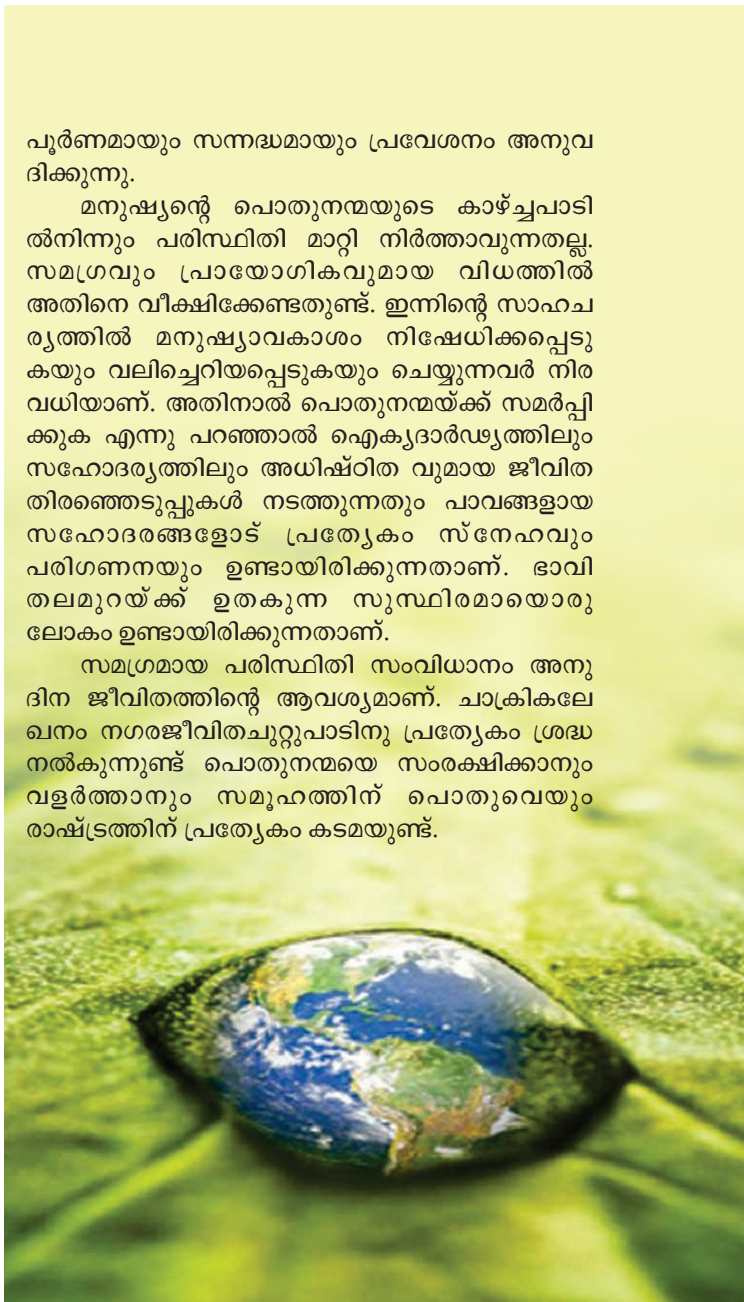 പൂർണമായും സന്നദ്ധമായും പ്രവേശനം അനുവ
ദിക്കുന്നു.
മനുഷ്യന്റെ പൊതുനന്മയുടെ കാഴ്ച്ചപാടി
ൽനിന്നും പരിസ്ഥിതി മാറ്റി നിർത്താവുന്നതല്ല.
സമഗ്രവും പ്രായോഗികവുമായ വിധത്തിൽ
അതിനെ വീക്ഷിക്കേണ്ടതുണ്ട്. ഇന്നിന്റെ സാഹച
ര്യത്തിൽ മനുഷ്യാവകാശം നിഷേധിക്കപ്പെടു
കയും വലിച്ചെറിയപ്പെടുകയും ചെയ്യുന്നവർ നിര
വധിയാണ്. അതിനാൽ പൊതുനന്മയ്ക്ക് സമർപ്പി
ക്കുക എന്നു പറഞ്ഞാൽ ഐക്യദാർഢ്യത്തിലും
സഹോദര്യത്തിലും അധിഷ്ഠിത വുമായ ജീവിത
തിരഞ്ഞെടുപ്പുകൾ നടത്തുന്നതും പാവങ്ങളായ
സഹോദരങ്ങളോട് പ്രത്യേകം സ്നേഹവും
പരിഗണനയും ഉണ്ടായിരിക്കുന്നതാണ്. ഭാവി
തലമുറയ്ക്ക് ഉതകുന്ന സുസ്ഥിരമായൊരു
ലോകം ഉണ്ടായിരിക്കുന്നതാണ്.
സമഗ്രമായ പരിസ്ഥിതി സംവിധാനം അനു
ദിന ജീവിതത്തിന്റെ ആവശ്യമാണ്. ചാക്രികലേ
ഖനം നഗരജീവിതചുറ്റുപാടിനു പ്രത്യേകം ശ്രദ്ധ
നൽകുന്നുണ്ട് പൊതുനന്മയെ സംരക്ഷിക്കാനും
വളർത്താനും സമൂഹത്തിന് പൊതുവെയും
രാഷ്ട്രത്തിന് പ്രത്യേകം കടമയുണ്ട്.